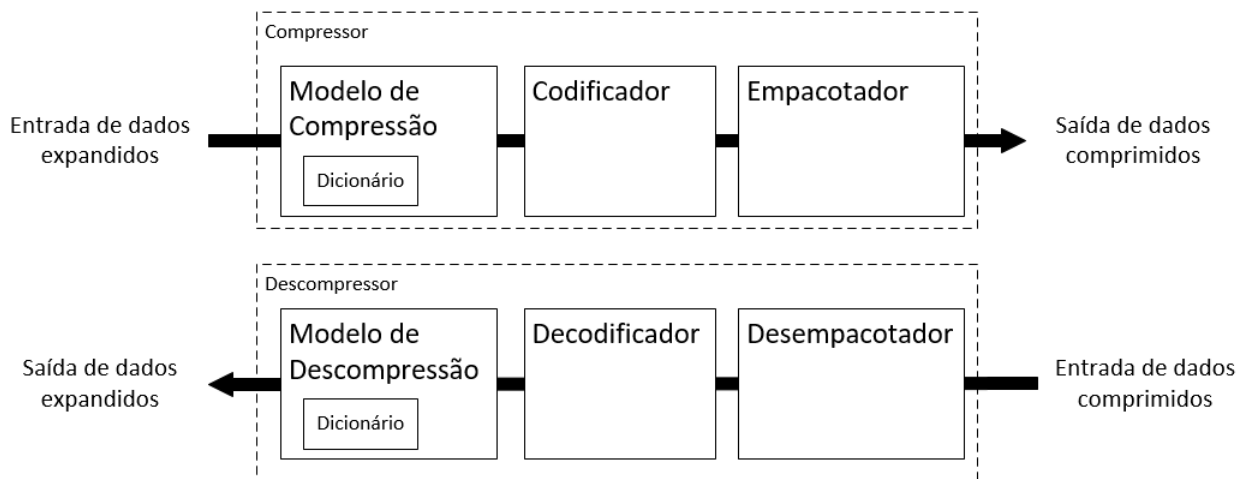 Compressor
Entrada de dados
expandidos
Modelo de
Compressão
Dicionário
Codificador
Empacotador
Saída de dados
comprimidos
Descompressor
Saída de dados
expandidos
Modelo de
Descompressão
Dicionário
Decodificador
Desempacotador
Entrada de dados
comprimidos